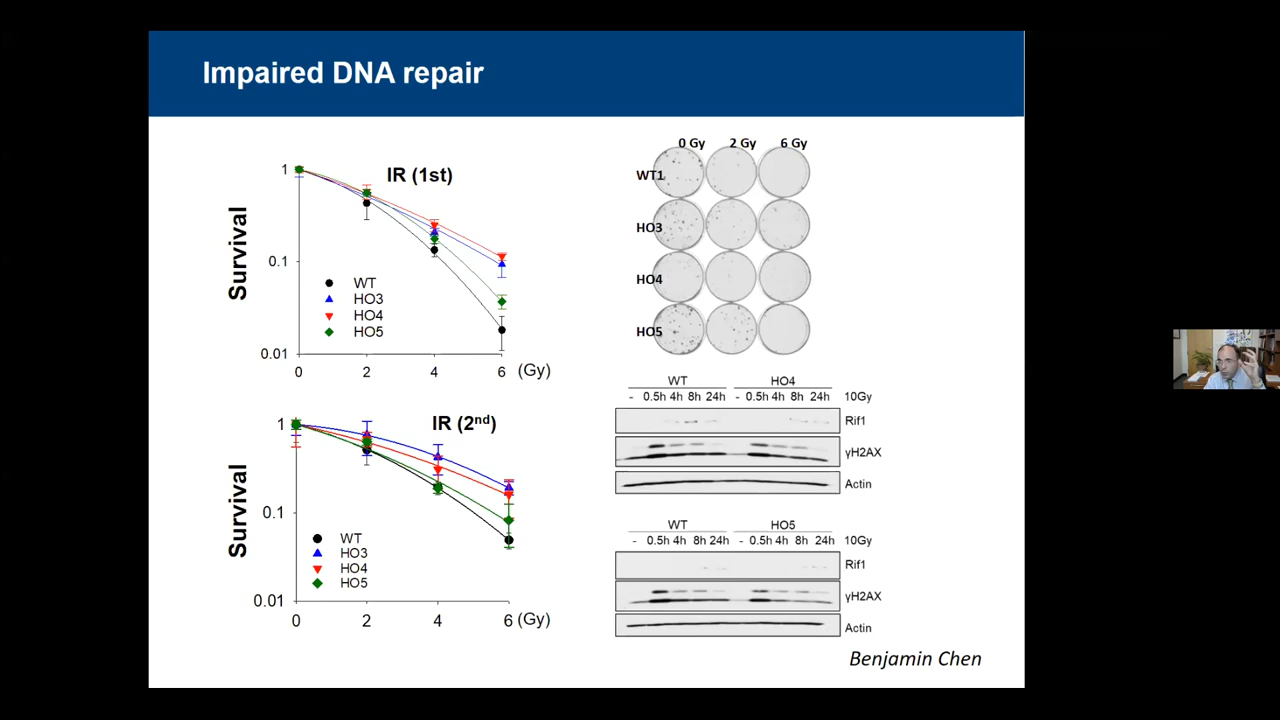 Impaired DNA repair
IR (1st)
Survival
1
0.1
0.01
WT
HO3
HO4
HO5
0 2 4 6 (Gy)
IR (2nd)
Survival
1
0.1
0.01
WT
HO3
HO4
HO5
0 2 4 6 (Gy)
0 Gy 2 Gy 6 Gy
WT1
HO3
HO4
HO5
WT HO4
- 0.5h 4h 8h 24h - 0.5h 4h 8h 24h 10Gy
Rif1
γH2AX
Actin
WT HO5
- 0.5h 4h 8h 24h - 0.5h 4h 8h 24h 10Gy
Rif1
γH2AX
Actin
Benjamin Chen